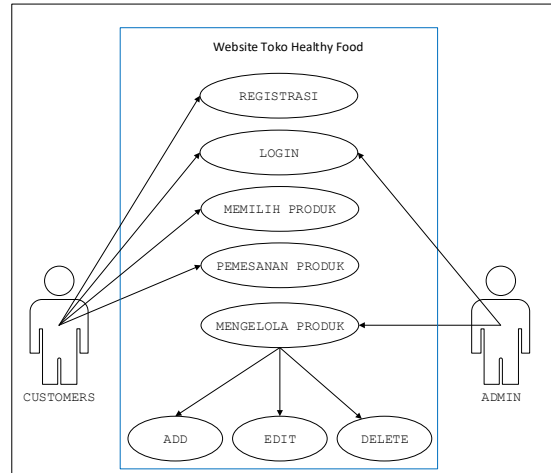 Website Toko Healthy Food
REGISTRASI
LOGIN
MEMILIH PRODUK
PEMESANAN PRODUK
MENGELOLA PRODUK
CUSTOMERS
ADMIN
ADD
EDIT
DELETE